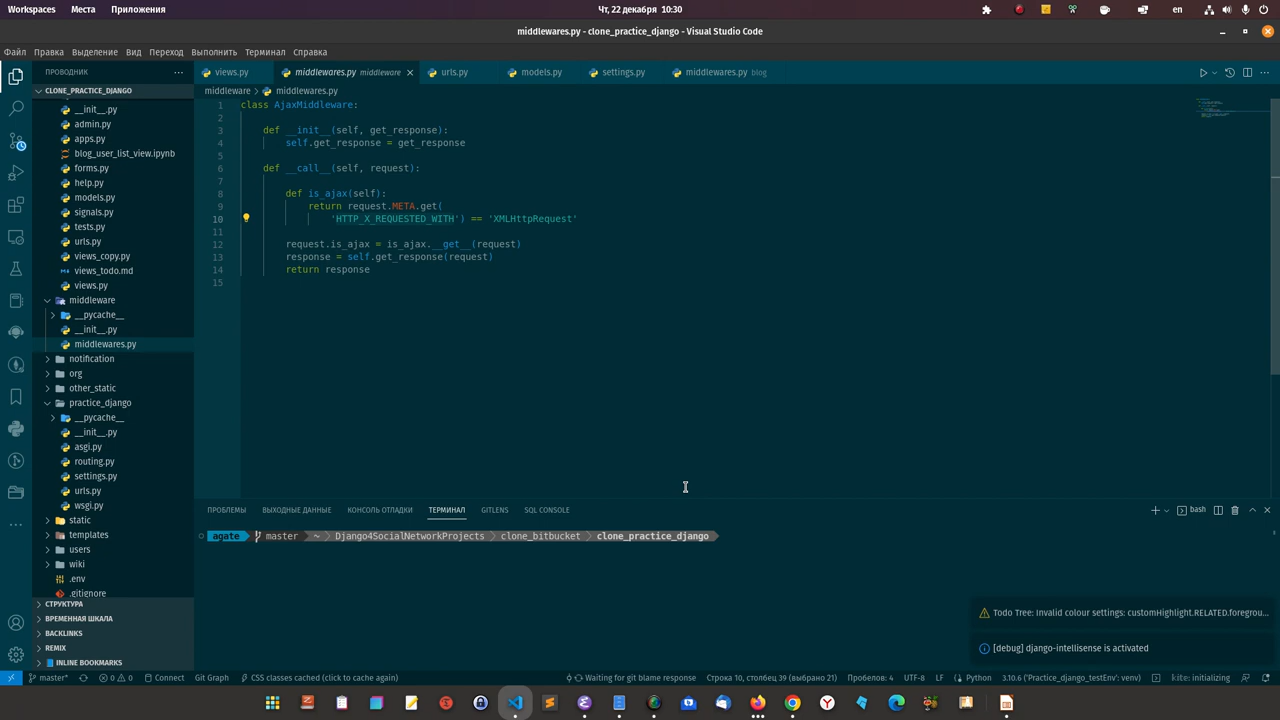 Workspaces Места Приложения Чт, 22 декабря 10:30 en
middlewares.py - clone_practice_django - Visual Studio Code
Файл Правка Выделение Вид Переход Выполнить Терминал Справка
ПРОВОДНИК
views.py middlewares.py middleware urls.py models.py settings.py middlewares.py blog
CLONE_PRACTICE_DJANGO
middleware middlewares.py
__init__.py
admin.py
apps.py
blog_user_list_view.ipynb
forms.py
help.py
models.py
signals.py
tests.py
urls.py
views_copy.py
views_todo.md
views.py
middleware
__pycache__
__init__.py
middlewares.py
notification
org
other_static
practice_django
__pycache__
__init__.py
asgi.py
routing.py
settings.py
urls.py
wsgi.py
static
templates
users
wiki
.env
.gitignore
СТРУКТУРА
ВРЕМЕННАЯ ШКАЛА
BACKLINKS
REMIX
INLINE BOOKMARKS
1 class AjaxMiddleware:
2
3 def __init__(self, get_response):
4 self.get_response = get_response
5
6 def __call__(self, request):
7
8 def is_ajax(self):
9 return request.META.get(
10 'HTTP_X_REQUESTED_WITH') == 'XMLHttpRequest'
11
12 request.is_ajax = is_ajax.__get__(request)
13 response = self.get_response(request)
14 return response
15
ПРОБЛЕМЫ ВЫХОДНЫЕ ДАННЫЕ КОНСОЛЬ ОТЛАДКИ ТЕРМИНАЛ GITLENS SQL CONSOLE
bash
agate master ~ Django4SocialNetworkProjects clone_bitbucket clone_practice_django
Todo Tree: Invalid colour settings: customHighlight.RELATED.foregrou...
[debug] django-intellisense is activated
master* 0 0 Connect Git Graph CSS classes cached (click to cache again) Waiting for git blame response Строка 10, столбец 39 (выбрано 21) Пробелов: 4 UTF-8 LF Python 3.10.6 ('Practice_django_testEnv': venv) kite: initializing